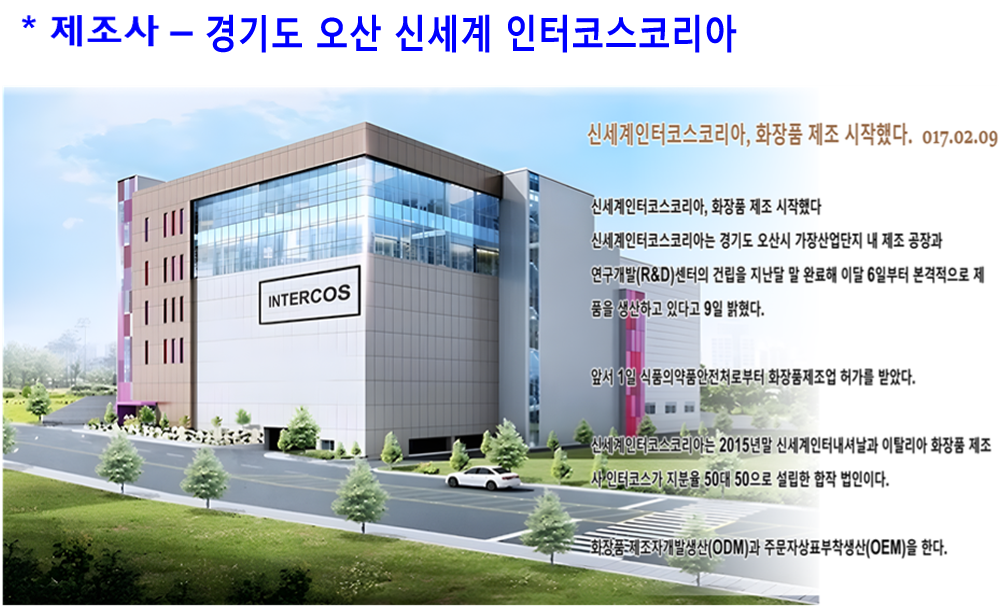 * 제조사 – 경기도 오산 신세계 인터코스코리아
신세계인터코스코리아, 화장품 제조 시작했다. 017.02.09
신세계인터코스코리아, 화장품 제조 시작했다
신세계인터코스코리아는 경기도 오산시 가장산업단지 내 제조 공장과
연구개발(R&D)센터의 건립을 지난달 말 완료해 이달 6일부터 본격적으로 제
품을 생산하고 있다고 9일 밝혔다.
INTERCOS
앞서 1일 식품의약품안전처로부터 화장품제조업 허가를 받았다.
신세계인터코스코리아는 2015년말 신세계인터내셔날과 이탈리아 화장품 제조
사 인터코스가 지분율 50대 50으로 설립한 합작 법인이다.
화장품 제조자개발생산(ODM)과 주문자상표부착생산(OEM)을 한다.